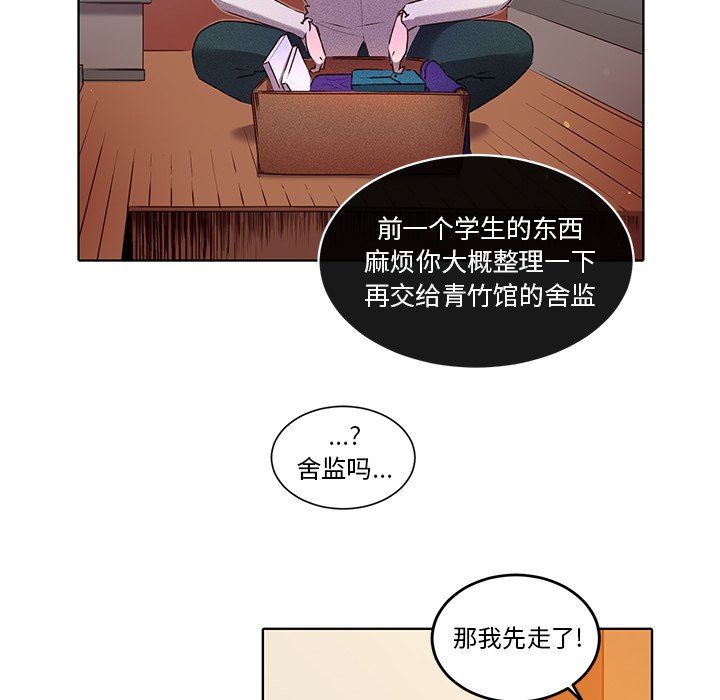 前一个学生的东西
麻烦你大概整理一下
再交给青竹馆的舍监
...?
舍监吗...
那我先走了!